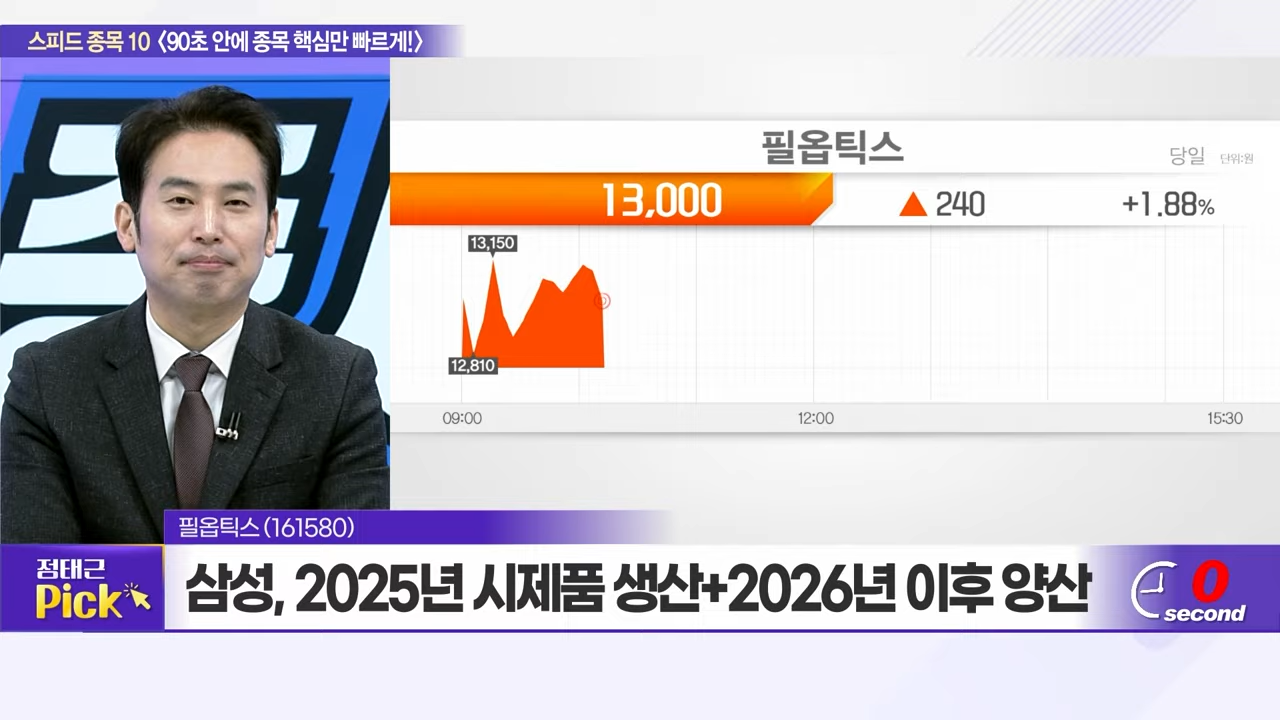 스피드 종목 10 〈90초 안에 종목 핵심만 빠르게!〉
필옵틱스
당일 단위:원
13,000 ▲ 240 +1.88%
13,150
12,810
09:00 12:00 15:30
필옵틱스(161580)
정태근
Pick
삼성, 2025년 시제품 생산+2026년 이후 양산
0
second